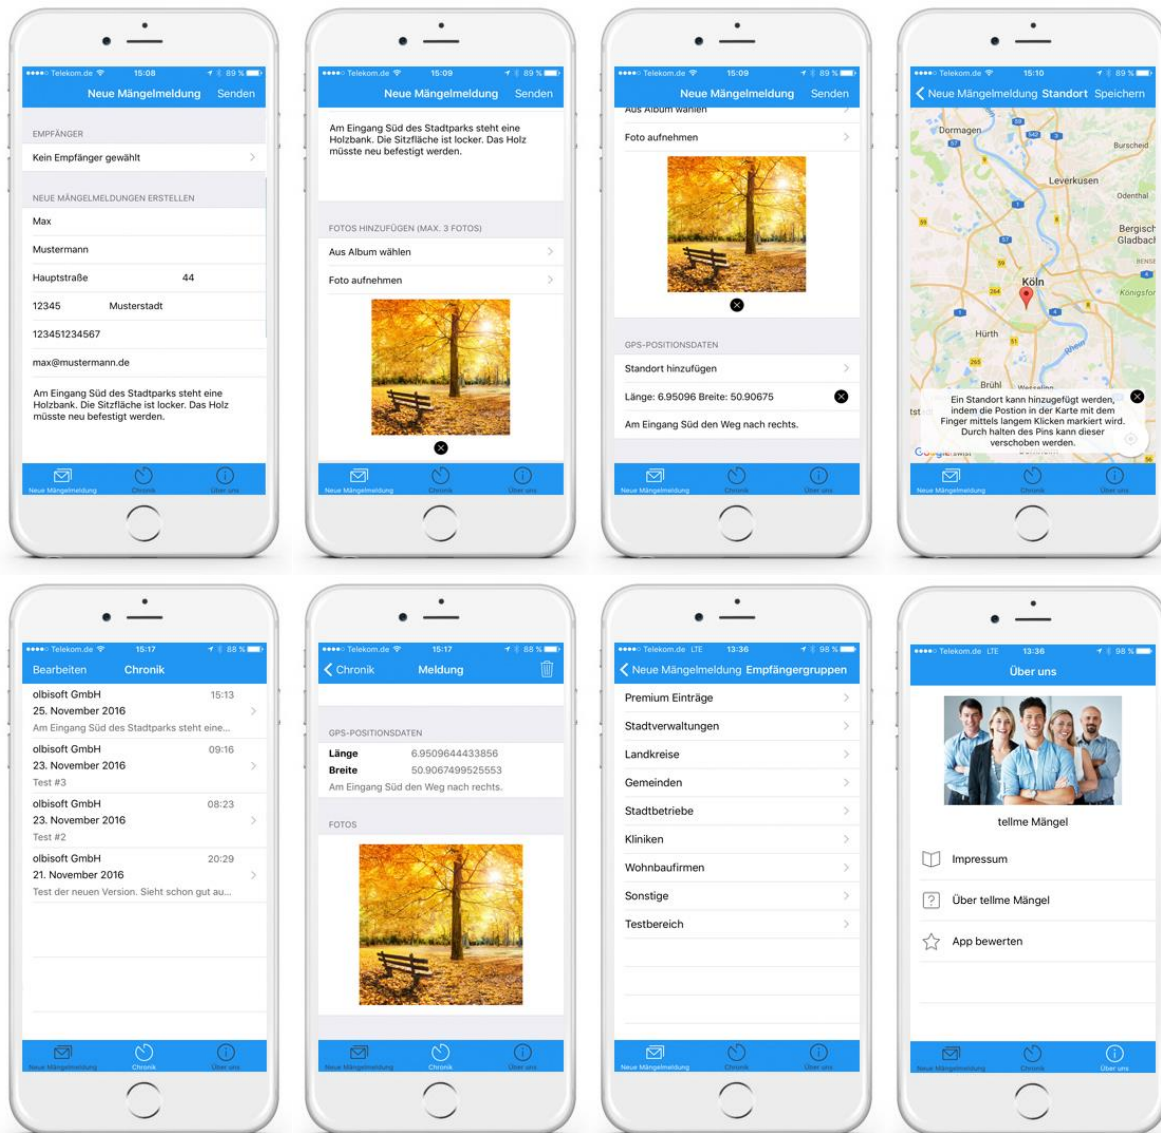 Telekom.de 15:08 89 %
Neue Mängelmeldung Senden
EMPFÄNGER
Kein Empfänger gewählt
NEUE MÄNGELMELDUNGEN ERSTELLEN
Max
Mustermann
Hauptstraße 44
12345 Musterstadt
123451234567
max@mustermann.de
Am Eingang Süd des Stadtparks steht eine
Holzbank. Die Sitzfläche ist locker. Das Holz
müsste neu befestigt werden.
Neue Mängelmeldung Chronik Über uns
Telekom.de 15:09 89 %
Neue Mängelmeldung Senden
Am Eingang Süd des Stadtparks steht eine
Holzbank. Die Sitzfläche ist locker. Das Holz
müsste neu befestigt werden.
FOTOS HINZUFÜGEN (MAX. 3 FOTOS)
Aus Album wählen
Foto aufnehmen
Neue Mängelmeldung Chronik Über uns
Telekom.de 15:09 89 %
Neue Mängelmeldung Senden
Aus Album wählen
Foto aufnehmen
GPS-POSITIONSDATEN
Standort hinzufügen
Länge: 6.95096 Breite: 50.90675
Am Eingang Süd den Weg nach rechts.
Neue Mängelmeldung Chronik Über uns
Telekom.de 15:10 89 %
Neue Mängelmeldung Standort Speichern
Dormagen
59
542
3
57
Burscheid
Leverkusen
Odenthal
1
59
57
Bergisch
Gladbach
59
4
Köln
264
Königsfor
1
4
Hürth
51
Rhein
265
Brühl
Wesseling
Ein Standort kann hinzugefügt werden,
indem die Postion in der Karte mit dem
Finger mittels langem Klicken markiert wird.
Durch halten des Pins kann dieser
verschoben werden.
Google
56
Neue Mängelmeldung Chronik Über uns
Telekom.de 15:17 88 %
Bearbeiten Chronik
olbisoft GmbH 15:13
25. November 2016
Am Eingang Süd des Stadtparks steht eine...
olbisoft GmbH 09:16
23. November 2016
Test #3
olbisoft GmbH 08:23
23. November 2016
Test #2
olbisoft GmbH 20:29
21. November 2016
Test der neuen Version. Sieht schon gut au...
Neue Mängelmeldung Chronik Über uns
Telekom.de 15:17 88 %
Chronik Meldung
GPS-POSITIONSDATEN
Länge 6.9509644433856
Breite 50.9067499525553
Am Eingang Süd den Weg nach rechts.
FOTOS
Neue Mängelmeldung Chronik Über uns
Telekom.de LTE 13:36 98 %
Neue Mängelmeldung Empfängergruppen
Premium Einträge
Stadtverwaltungen
Landkreise
Gemeinden
Stadtbetriebe
Kliniken
Wohnbaufirmen
Sonstige
Testbereich
Neue Mängelmeldung Chronik Über uns
Telekom.de LTE 13:36 98 %
Über uns
tellme Mängel
Impressum
Über tellme Mängel
App bewerten
Neue Mängelmeldung Chronik Über uns